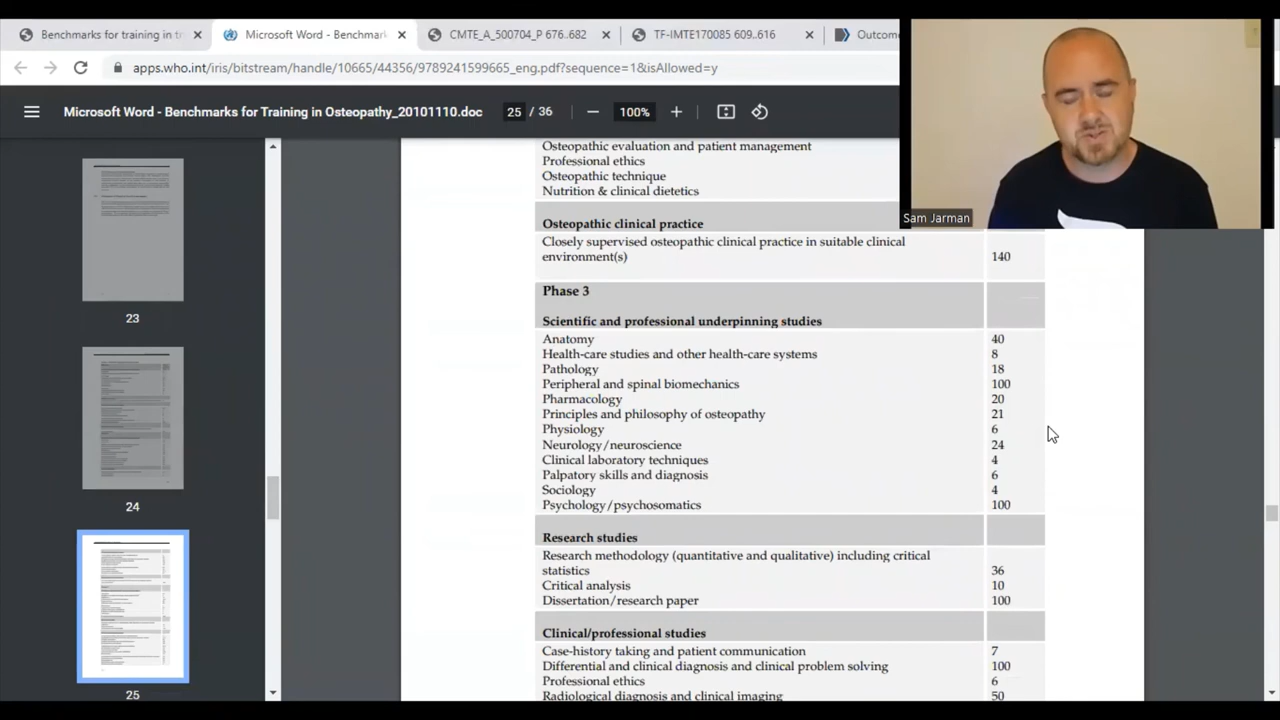 Benchmarks for training in tr
Microsoft Word - Benchmark
CMTE_A_500704_P 676..682
TF-IMTE170085 609..616
Outcome
apps.who.int/iris/bitstream/handle/10665/44356/9789241599665_eng.pdf?sequence=1&isAllowed=y
Microsoft Word - Benchmarks for Training in Osteopathy_20101110.doc
25 / 36
100%
Sam Jarman
23
24
25
Osteopathic evaluation and patient management
Professional ethics
Osteopathic technique
Nutrition & clinical dietetics
Osteopathic clinical practice
Closely supervised osteopathic clinical practice in suitable clinical
environment(s) 140
Phase 3
Scientific and professional underpinning studies
Anatomy 40
Health-care studies and other health-care systems 8
Pathology 18
Peripheral and spinal biomechanics 100
Pharmacology 20
Principles and philosophy of osteopathy 21
Physiology 6
Neurology/neuroscience 24
Clinical laboratory techniques 4
Palpatory skills and diagnosis 6
Sociology 4
Psychology/psychosomatics 100
Research studies
Research methodology (quantitative and qualitative) including critical
statistics 36
Critical analysis 10
Dissertation/research paper 100
Clinical/professional studies
Case-history taking and patient communication 7
Differential and clinical diagnosis and clinical problem solving 100
Professional ethics 6
Radiological diagnosis and clinical imaging 50